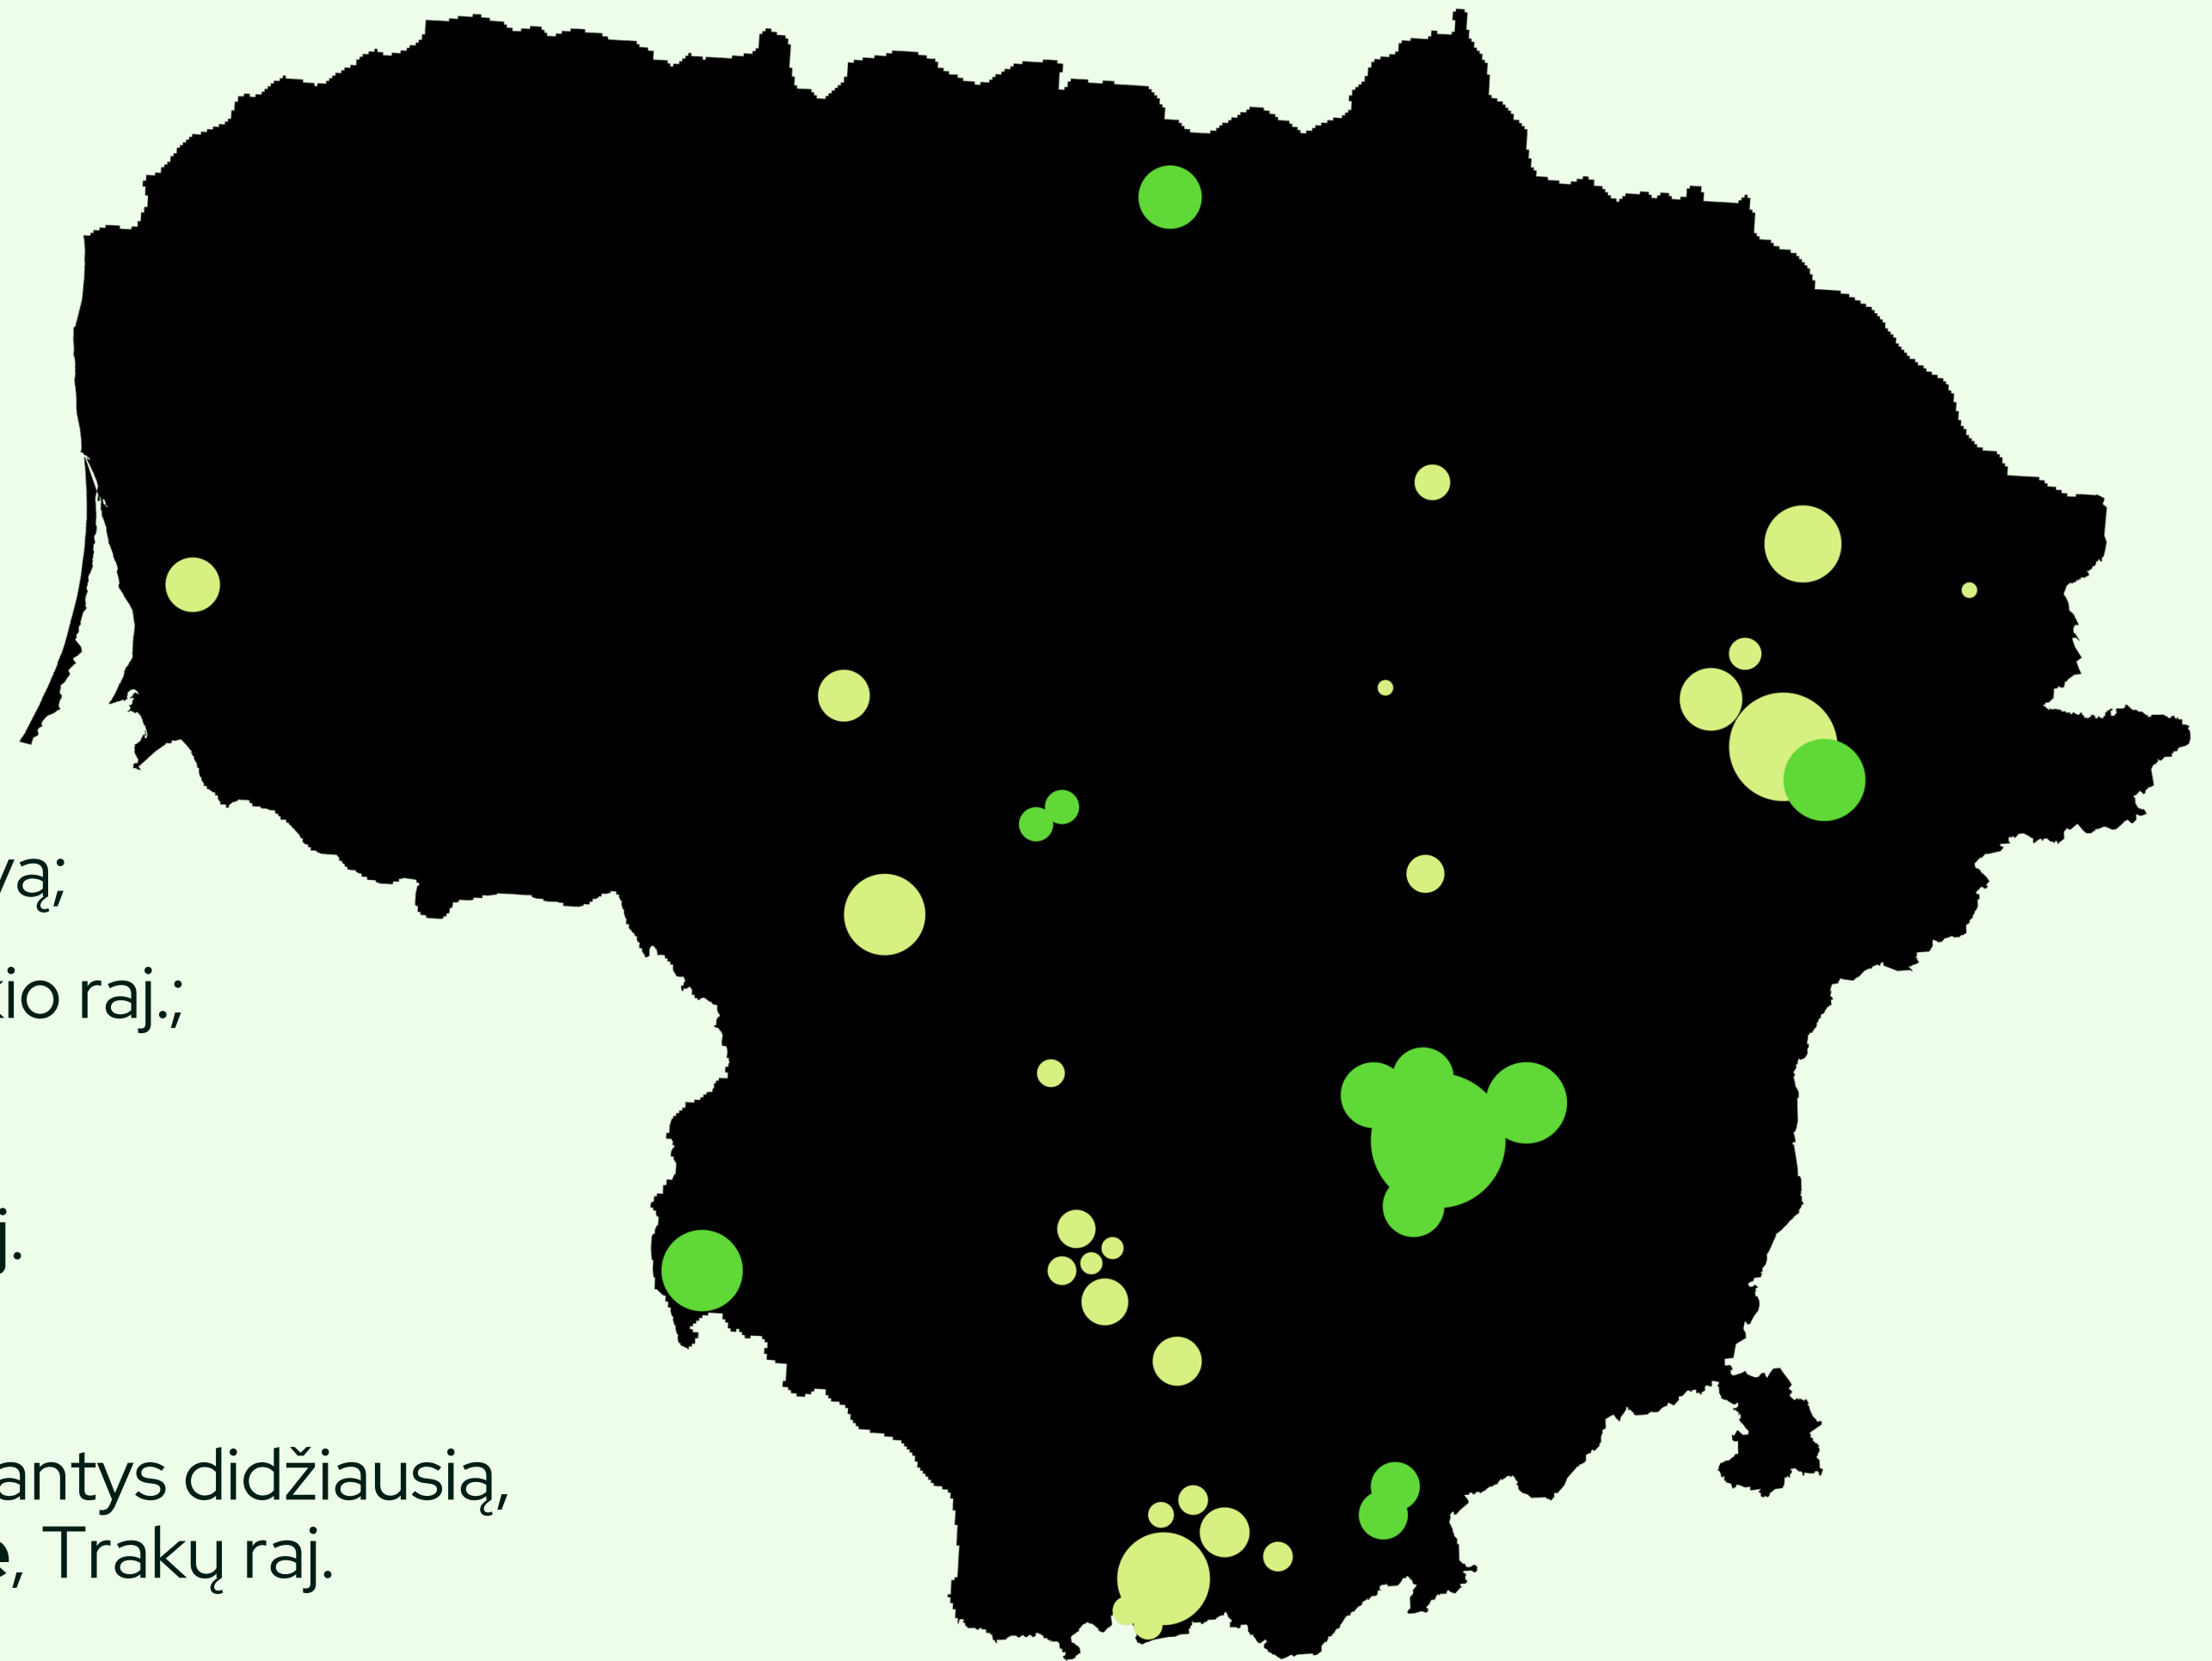 vą;
kio raj.;
j.
antys didžiausią,
e, Trakų raj.